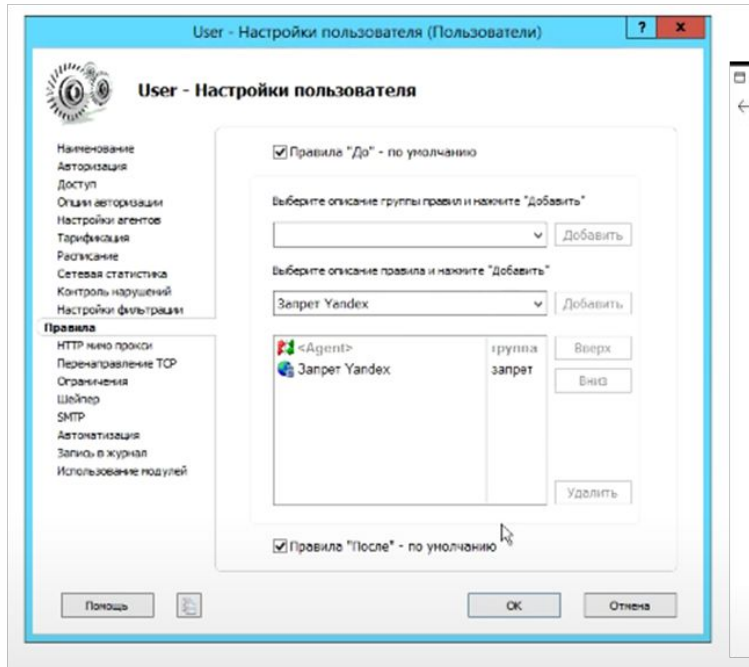 User - Настройки пользователя (Пользователи)
? x
User - Настройки пользователя
Наименование
Авторизация
Доступ
Опции авторизации
Настройки агентов
Тарификация
Расписание
Сетевая статистика
Контроль нарушений
Настройки фильтрации
Правила
HTTP мимо прокси
Перенаправление TCP
Ограничения
Шейпер
SMTP
Автоматизация
Запись в журнал
Использование модулей
Правила "До" - по умолчанию
Выберите описание группы правил и нажмите "Добавить"
Добавить
Выберите описание правила и нажмите "Добавить"
Запрет Yandex
Добавить
<Agent> группа
Запрет Yandex запрет
Вверх
Вниз
Удалить
Правила "После" - по умолчанию
Помощь
ОК
Отмена